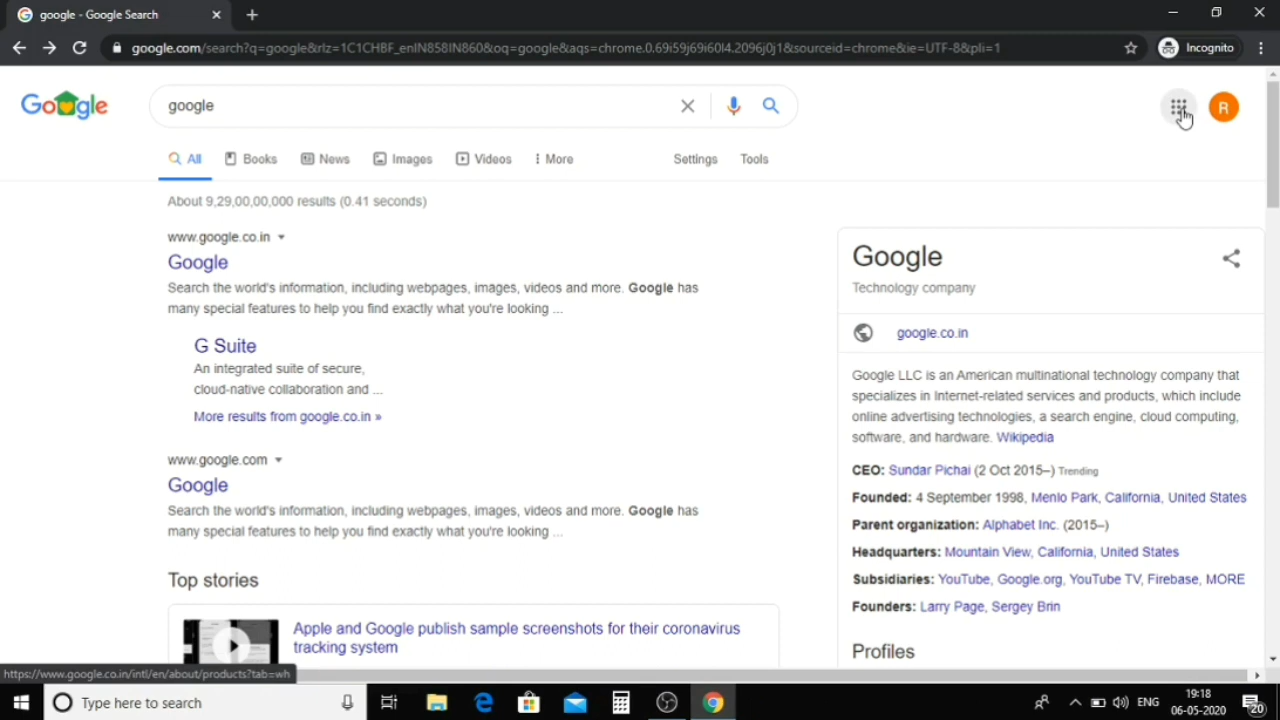 google - Google Search
google.com/search?q=google&rlz=1C1CHBF_enIN858IN860&oq=google&aqs=chrome.0.69i59j69i60l4.2096j0j1&sourceid=chrome&ie=UTF-8&pli=1
Incognito
Google
google
R
All
Books
News
Images
Videos
More
Settings
Tools
About 9,29,00,00,000 results (0.41 seconds)
www.google.co.in
Google
Search the world's information, including webpages, images, videos and more. Google has
many special features to help you find exactly what you're looking ...
G Suite
An integrated suite of secure,
cloud-native collaboration and ...
More results from google.co.in »
www.google.com
Google
Search the world's information, including webpages, images, videos and more. Google has
many special features to help you find exactly what you're looking ...
Top stories
Apple and Google publish sample screenshots for their coronavirus
tracking system
Google
Technology company
google.co.in
Google LLC is an American multinational technology company that
specializes in Internet-related services and products, which include
online advertising technologies, a search engine, cloud computing,
software, and hardware. Wikipedia
CEO: Sundar Pichai (2 Oct 2015–) Trending
Founded: 4 September 1998, Menlo Park, California, United States
Parent organization: Alphabet Inc. (2015–)
Headquarters: Mountain View, California, United States
Subsidiaries: YouTube, Google.org, YouTube TV, Firebase, MORE
Founders: Larry Page, Sergey Brin
Profiles
https://www.google.co.in/intl/en/about/products?tab=wh
Type here to search
ENG
19:18
06-05-2020
20